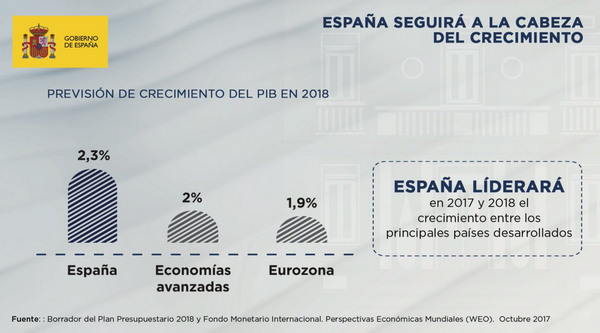 GOBIERNO
DE ESPAÑA
ESPAÑA SEGUIRÁ A LA CABEZA
DEL CRECIMIENTO
PREVISIÓN DE CRECIMIENTO DEL PIB EN 2018
2,3%
2%
1,9%
España
Economías
avanzadas
Eurozona
ESPAÑA LÍDERARÁ
en 2017 y 2018 el
crecimiento entre los
principales países desarrollados
Fuente: : Borrador del Plan Presupuestario 2018 y Fondo Monetario Internacional. Perspectivas Económicas Mundiales (WEO). Octubre 2017